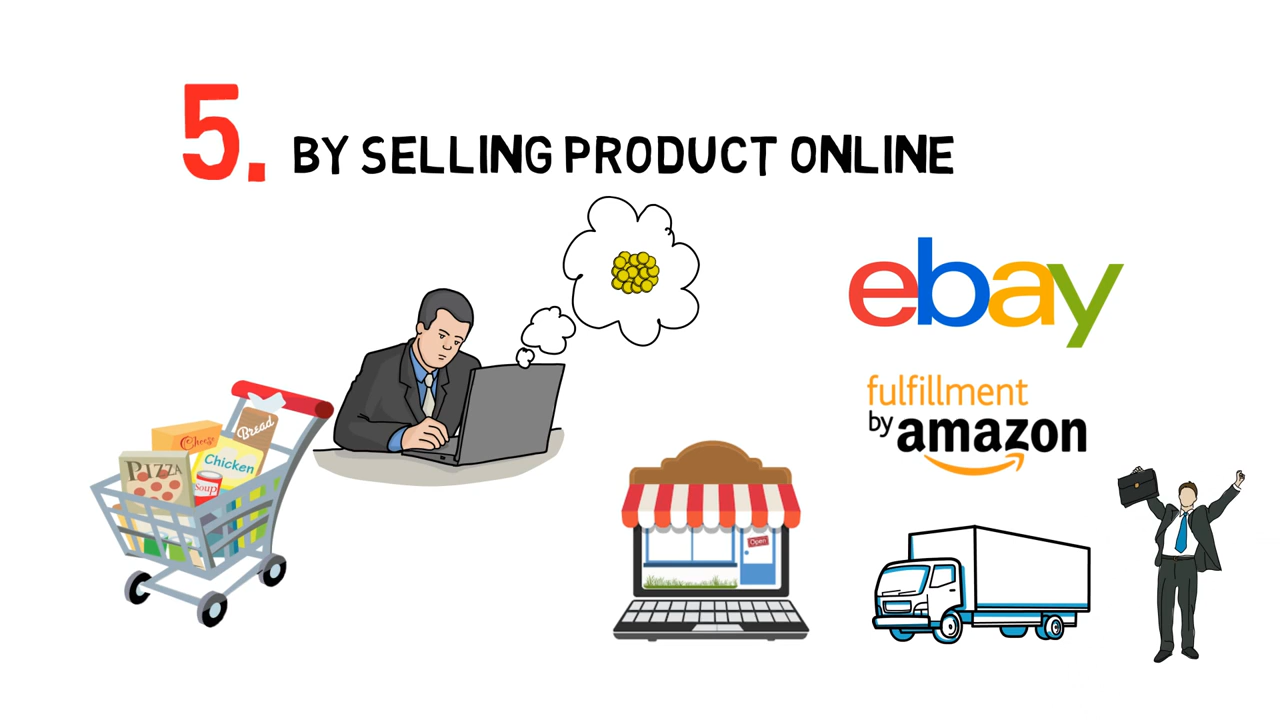 5. BY SELLING PRODUCT ONLINE
ebay
fulfillment
by amazon
Bread
Cheese
Chicken
PIZZA
Soup
Open